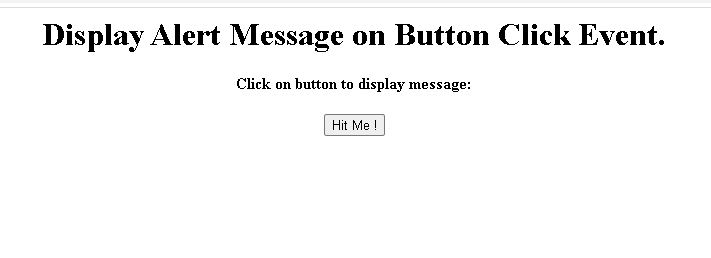 Display Alert Message on Button Click Event.
Click on button to display message:
Hit Me !